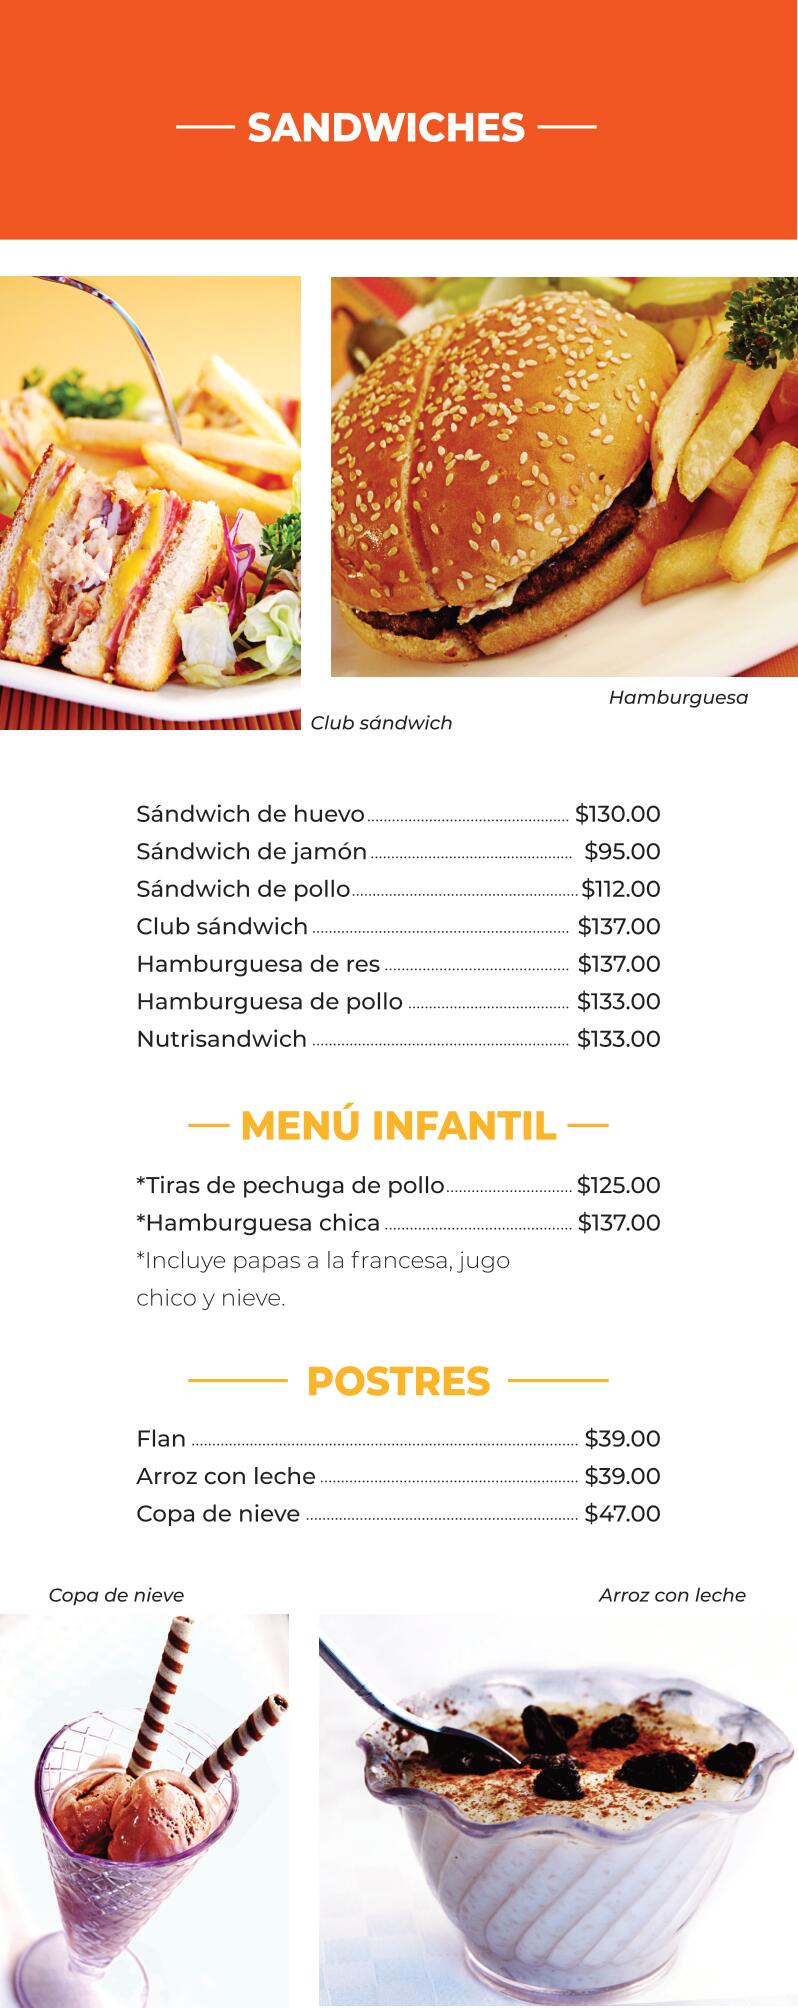 SANDWICHES
Hamburguesa
Club sándwich
Sándwich de huevo $130.00
Sándwich de jamón $95.00
Sándwich de pollo $112.00
Club sándwich $137.00
Hamburguesa de res $137.00
Hamburguesa de pollo $133.00
Nutrisandwich $133.00
MENÚ INFANTIL
*Tiras de pechuga de pollo $125.00
*Hamburguesa chica $137.00
*Incluye papas a la francesa, jugo
chico y nieve.
POSTRES
Flan $39.00
Arroz con leche $39.00
Copa de nieve $47.00
Copa de nieve
Arroz con leche